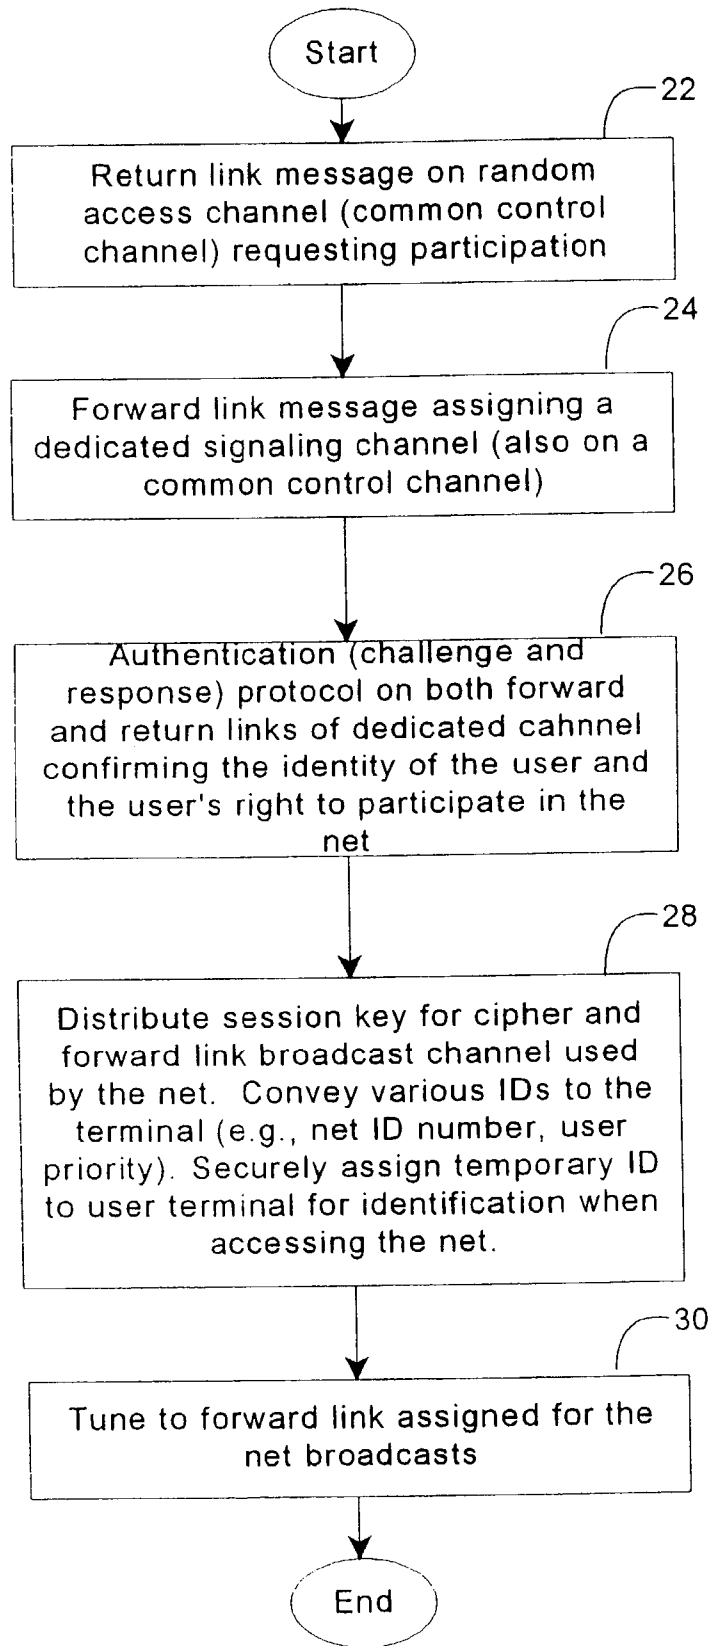 Start
22
Return link message on random
access channel (common control
channel) requesting participation
24
Forward link message assigning a
dedicated signaling channel (also on a
common control channel)
26
Authentication (challenge and
response) protocol on both forward
and return links of dedicated cahnnel
confirming the identity of the user and
the user's right to participate in the
net
28
Distribute session key for cipher and
forward link broadcast channel used
by the net. Convey various IDs to the
terminal (e.g., net ID number, user
priority). Securely assign temporary ID
to user terminal for identification when
accessing the net.
30
Tune to forward link assigned for the
net broadcasts
End